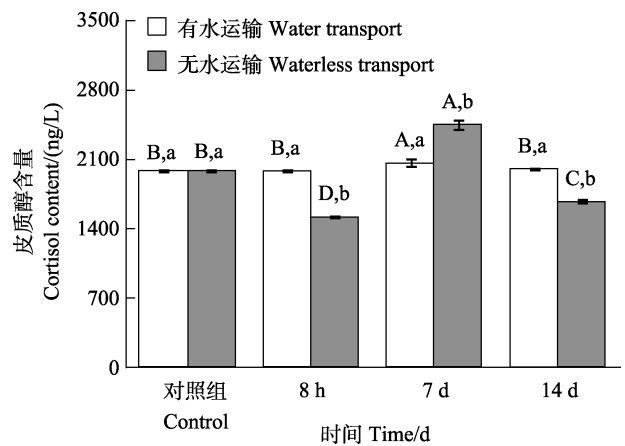 3500
2800
2100
1400
700
0
皮质醇含量
Cortisol content/(ng/L)
有水运输 Water transport
无水运输 Waterless transport
B,a
B,a
B,a
D,b
A,a
A,b
B,a
C,b
对照组
Control
8 h
7 d
14 d
时间 Time/d